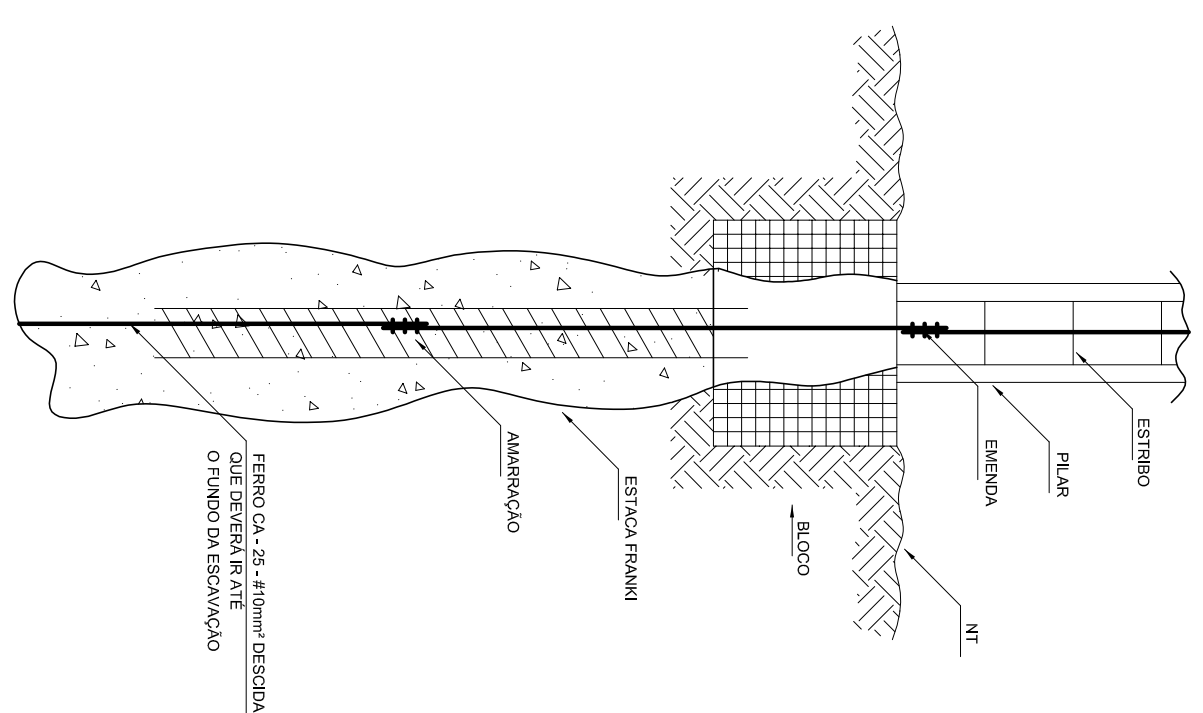 ESTRIBO
PILAR
EMENDA
NT
BLOCO
ESTACA FRANKI
AMARRAÇÃO
FERRO CA - 25 - #10mm² DESCIDA
QUE DEVERÁ IR ATÉ
O FUNDO DA ESCAVAÇÃO